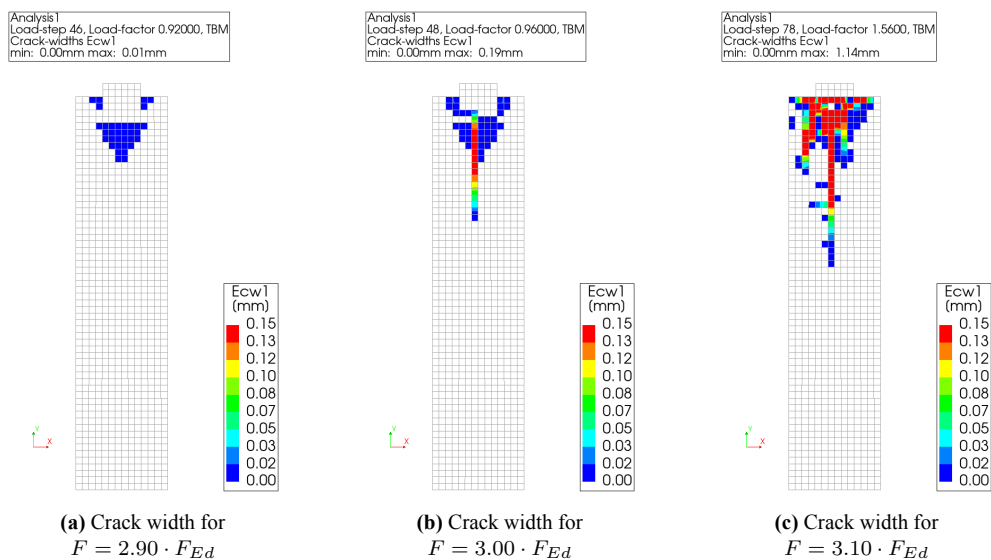 Analysis1
Load-step 46, Load-factor 0.92000, TBM
Crack-widths Ecw1
min: 0.00mm max: 0.01mm
Y
X
Ecw1
(mm)
0.15
0.13
0.12
0.10
0.08
0.07
0.05
0.03
0.02
0.00
(a) Crack width for
F = 2.90 · F_{Ed}
Analysis1
Load-step 48, Load-factor 0.96000, TBM
Crack-widths Ecw1
min: 0.00mm max: 0.19mm
Y
X
Ecw1
(mm)
0.15
0.13
0.12
0.10
0.08
0.07
0.05
0.03
0.02
0.00
(b) Crack width for
F = 3.00 · F_{Ed}
Analysis1
Load-step 78, Load-factor 1.5600, TBM
Crack-widths Ecw1
min: 0.00mm max: 1.14mm
Y
X
Ecw1
(mm)
0.15
0.13
0.12
0.10
0.08
0.07
0.05
0.03
0.02
0.00
(c) Crack width for
F = 3.10 · F_{Ed}